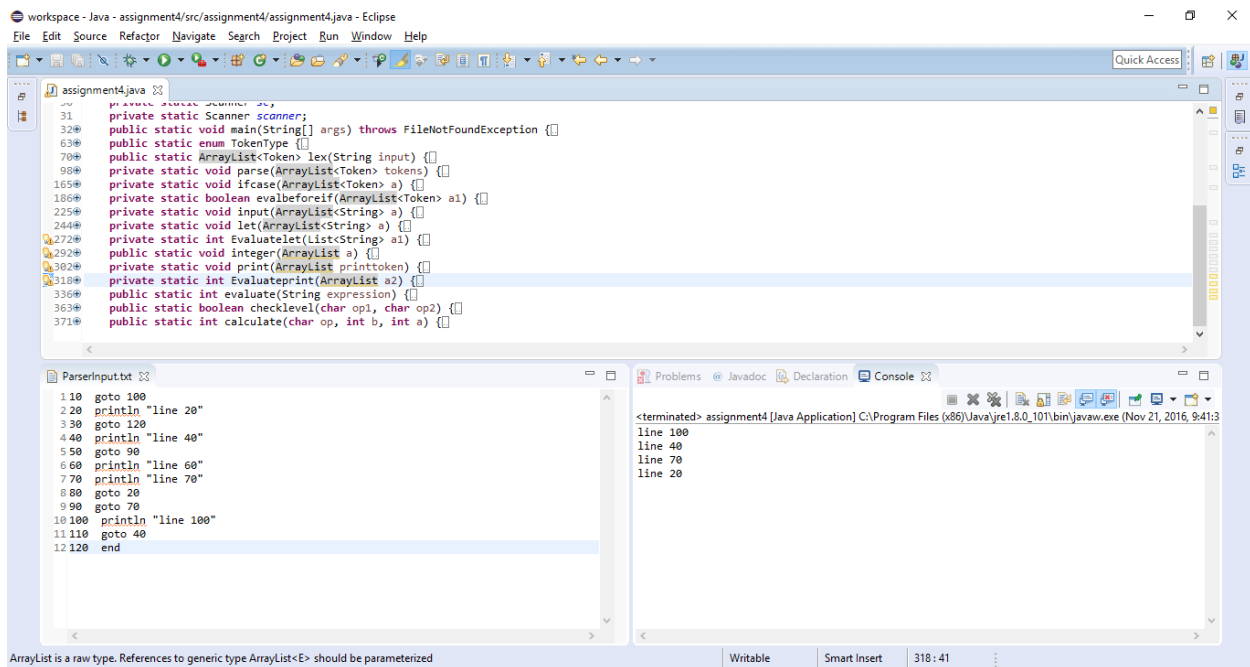 workspace - Java - assignment4/src/assignment4/assignment4.java - Eclipse
File Edit Source Refactor Navigate Search Project Run Window Help
Quick Access
assignment4.java
30 private static Scanner sc;
31 private static Scanner scanner;
32 public static void main(String[] args) throws FileNotFoundException {
63 public static enum TokenType {
70 public static ArrayList<Token> lex(String input) {
98 private static void parse(ArrayList<Token> tokens) {
165 private static void ifcase(ArrayList<Token> a) {
186 private static boolean evalbeforeif(ArrayList<Token> a1) {
225 private static void input(ArrayList<String> a) {
244 private static void let(ArrayList<String> a) {
272 private static int Evaluatelet(List<String> a1) {
292 public static void integer(ArrayList a) {
302 private static void print(ArrayList printtoken) {
318 private static int Evaluateprint(ArrayList a2) {
336 public static int evaluate(String expression) {
363 public static boolean checklevel(char op1, char op2) {
371 public static int calculate(char op, int b, int a) {
ParserInput.txt
1 10 goto 100
2 20 println "line 20"
3 30 goto 120
4 40 println "line 40"
5 50 goto 90
6 60 println "line 60"
7 70 println "line 70"
8 80 goto 20
9 90 goto 70
10 100 println "line 100"
11 110 goto 40
12 120 end
Problems @ Javadoc Declaration Console
<terminated> assignment4 [Java Application] C:\Program Files (x86)\Java\jre1.8.0_101\bin\javaw.exe (Nov 21, 2016, 9:41:3
line 100
line 40
line 70
line 20
ArrayList is a raw type. References to generic type ArrayList<E> should be parameterized
Writable Smart Insert 318 : 41